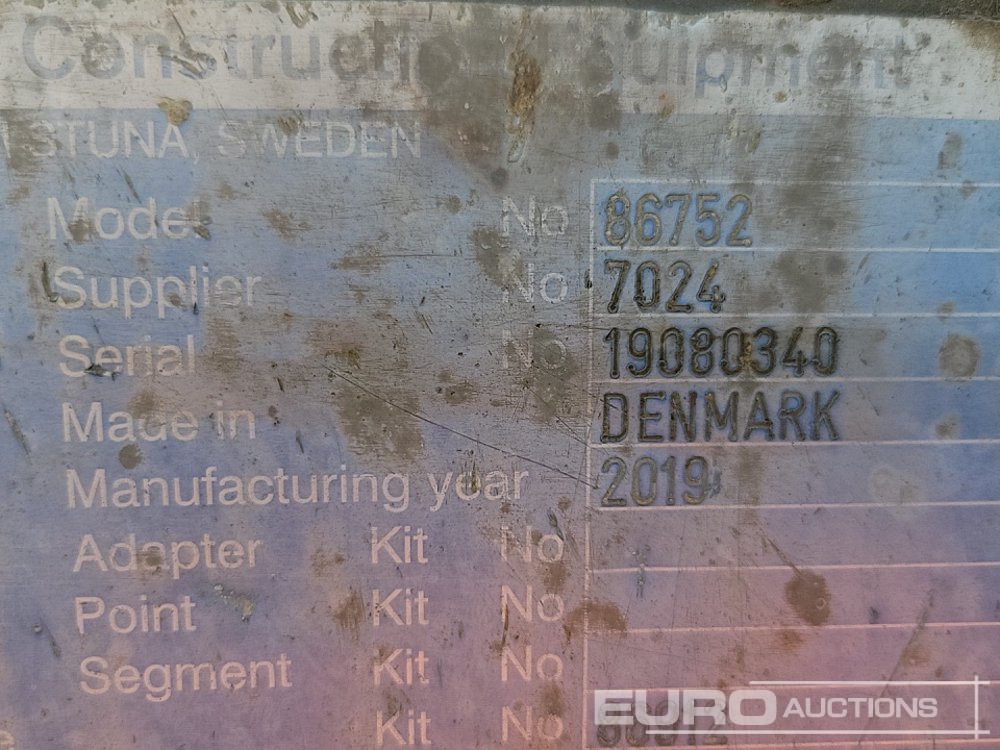 Construction Equipment
STUNA, SWEDEN
Model No 86752
Supplier No 7024
Serial No 19080340
Made in DENMARK
Manufacturing year 2019
Adapter Kit No
Point Kit No
Segment Kit No
Kit No
EURO AUCTIONS